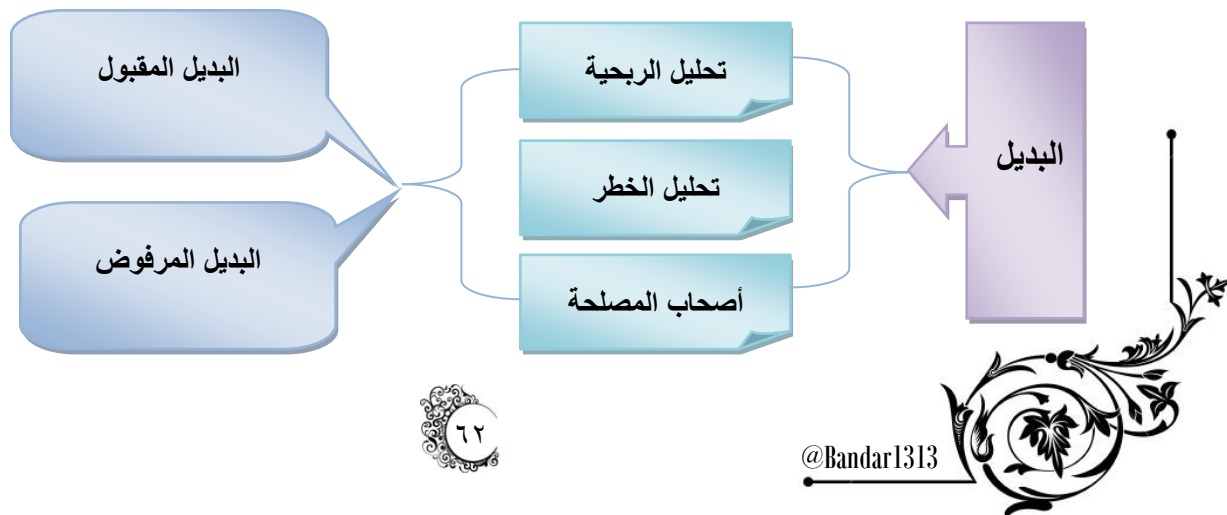 البديل
تحليل الربحية
تحليل الخطر
أصحاب المصلحة
البديل المقبول
البديل المرفوض
٦٢
@Bandar1313